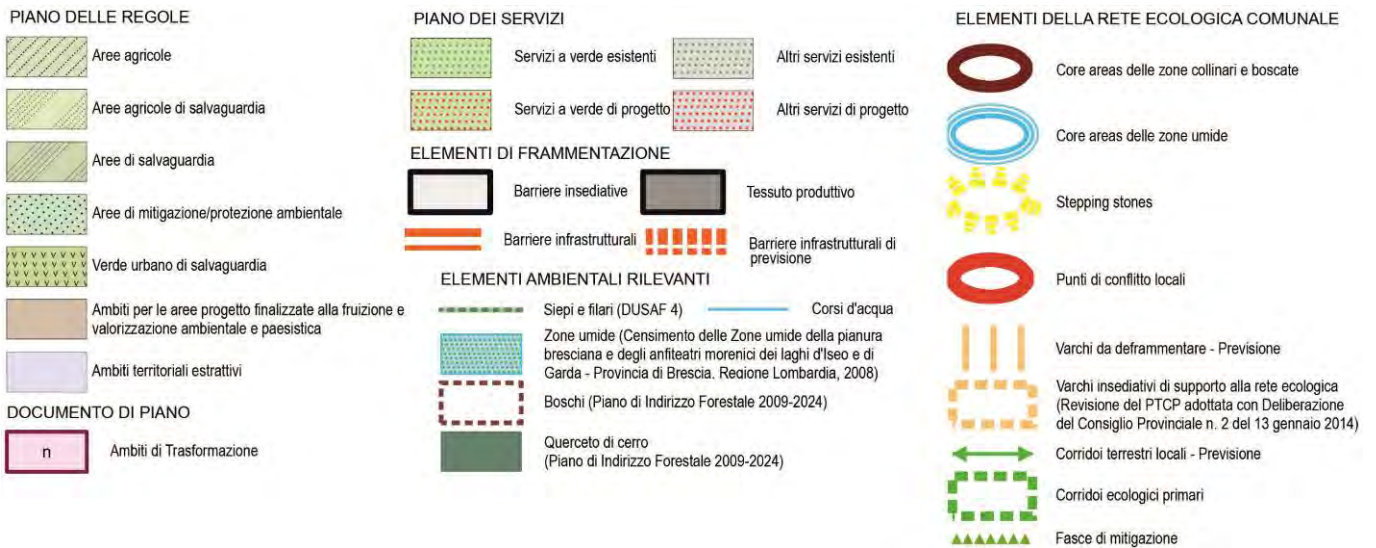 PIANO DELLE REGOLE
Aree agricole
Aree agricole di salvaguardia
Aree di salvaguardia
Aree di mitigazione/protezione ambientale
Verde urbano di salvaguardia
Ambiti per le aree progetto finalizzate alla fruizione e
valorizzazione ambientale e paesistica
Ambiti territoriali estrattivi
DOCUMENTO DI PIANO
n
Ambiti di Trasformazione
PIANO DEI SERVIZI
Servizi a verde esistenti
Altri servizi esistenti
Servizi a verde di progetto
Altri servizi di progetto
ELEMENTI DI FRAMMENTAZIONE
Barriere insediative
Tessuto produttivo
Barriere infrastrutturali
Barriere infrastrutturali di
previsione
ELEMENTI AMBIENTALI RILEVANTI
Siepi e filari (DUSAF 4)
Corsi d'acqua
Zone umide (Censimento delle Zone umide della pianura
bresciana e degli anfiteatri morenici dei laghi d'Iseo e di
Garda - Provincia di Brescia. Regione Lombardia, 2008)
Boschi (Piano di Indirizzo Forestale 2009-2024)
Querceto di cerro
(Piano di Indirizzo Forestale 2009-2024)
ELEMENTI DELLA RETE ECOLOGICA COMUNALE
Core areas delle zone collinari e boscate
Core areas delle zone umide
Stepping stones
Punti di conflitto locali
Varchi da deframmentare - Previsione
Varchi insediativi di supporto alla rete ecologica
(Revisione del PTCP adottata con Deliberazione
del Consiglio Provinciale n. 2 del 13 gennaio 2014)
Corridoi terrestri locali - Previsione
Corridoi ecologici primari
Fasce di mitigazione